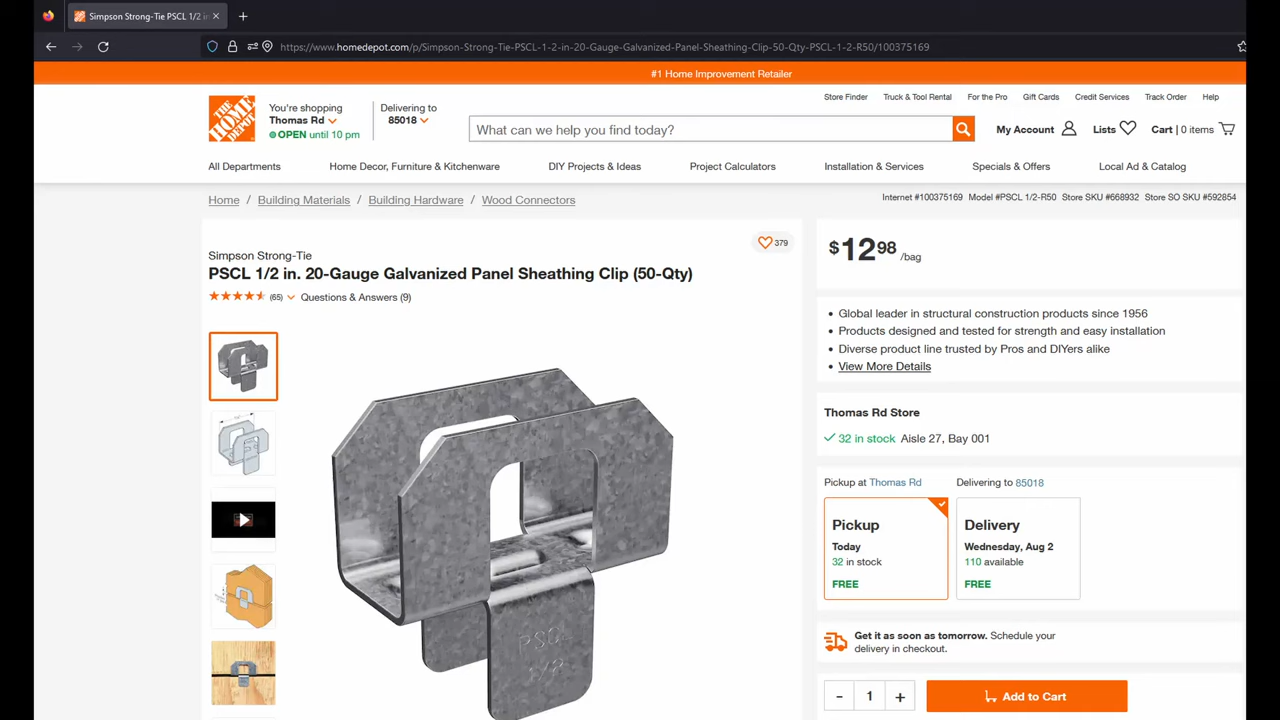 Simpson Strong-Tie PSCL 1/2 in
https://www.homedepot.com/p/Simpson-Strong-Tie-PSCL-1-2-in-20-Gauge-Galvanized-Panel-Sheathing-Clip-50-Qty-PSCL-1-2-R50/100375169
#1 Home Improvement Retailer
Store Finder Truck & Tool Rental For the Pro Gift Cards Credit Services Track Order Help
THE HOME DEPOT
You're shopping
Thomas Rd
OPEN until 10 pm
Delivering to
85018
What can we help you find today?
My Account Lists Cart | 0 items
All Departments Home Decor, Furniture & Kitchenware DIY Projects & Ideas Project Calculators Installation & Services Specials & Offers Local Ad & Catalog
Home / Building Materials / Building Hardware / Wood Connectors
Internet #100375169 Model #PSCL 1/2-R50 Store SKU #668932 Store SO SKU #592854
Simpson Strong-Tie
379
PSCL 1/2 in. 20-Gauge Galvanized Panel Sheathing Clip (50-Qty)
(65) Questions & Answers (9)
PSCL
1/2
$12 98 /bag
• Global leader in structural construction products since 1956
• Products designed and tested for strength and easy installation
• Diverse product line trusted by Pros and DIYers alike
• View More Details
Thomas Rd Store
32 in stock Aisle 27, Bay 001
Pickup at Thomas Rd Delivering to 85018
Pickup
Today
32 in stock
FREE
Delivery
Wednesday, Aug 2
110 available
FREE
Get it as soon as tomorrow. Schedule your
delivery in checkout.
- 1 + Add to Cart